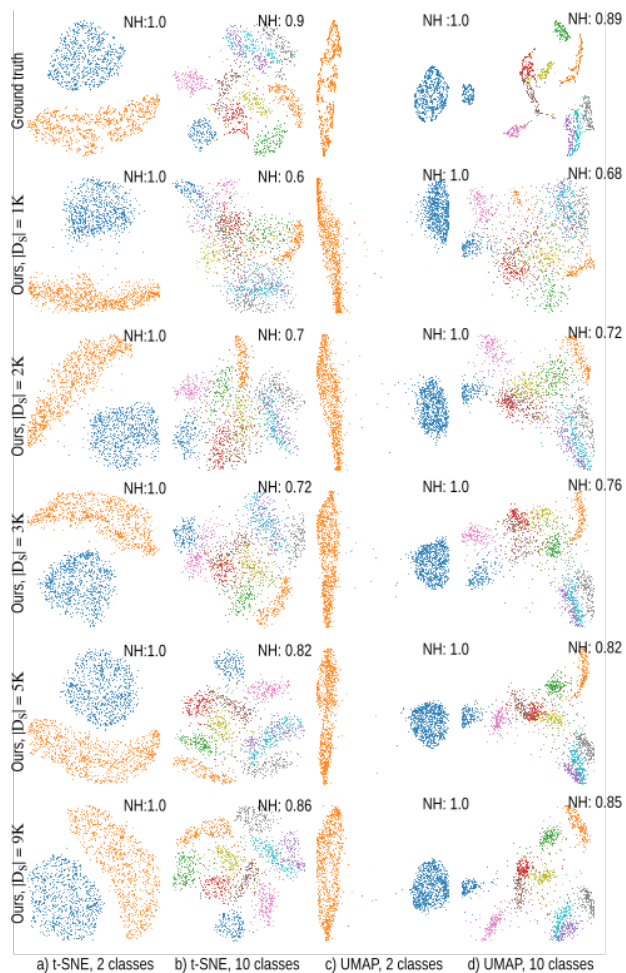 Ground truth
NH:1.0
NH: 0.9
NH :1.0
NH: 0.89
Ours, |D_S| = 1K
NH:1.0
NH: 0.6
NH: 1.0
NH: 0.68
Ours, |D_S| = 2K
NH:1.0
NH: 0.7
NH: 1.0
NH: 0.72
Ours, |D_S| = 3K
NH:1.0
NH: 0.72
NH: 1.0
NH: 0.76
Ours, |D_S| = 5K
NH:1.0
NH: 0.82
NH: 1.0
NH: 0.82
Ours, |D_S| = 9K
NH:1.0
NH: 0.86
NH: 1.0
NH: 0.85
a) t-SNE, 2 classes
b) t-SNE, 10 classes
c) UMAP, 2 classes
d) UMAP, 10 classes